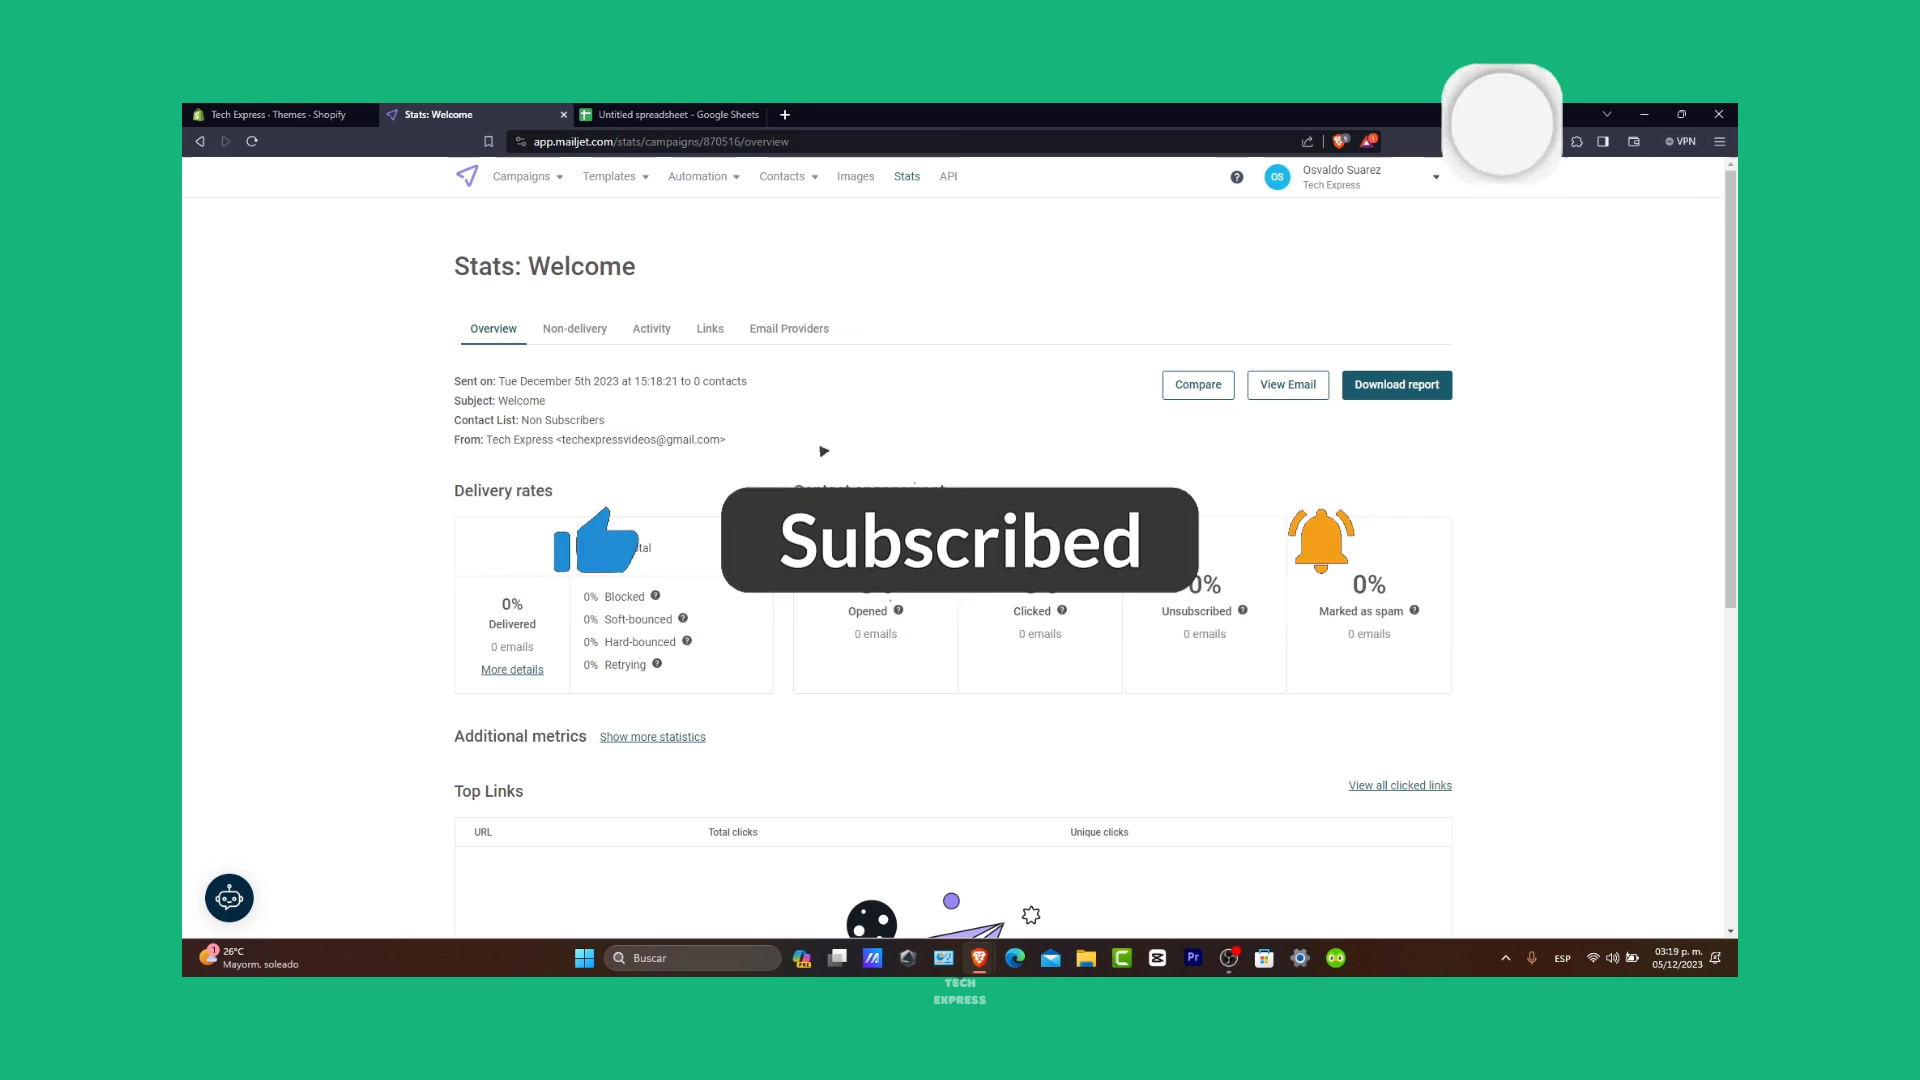 Tech Express · Themes · Shopify
Stats: Welcome
Untitled spreadsheet - Google Sheets
app.mailjet.com/stats/campaigns/870516/overview
VPN
Campaigns
Templates
Automation
Contacts
Images
Stats
API
OS
Osvaldo Suarez
Tech Express
Stats: Welcome
Overview
Non-delivery
Activity
Links
Email Providers
Sent on: Tue December 5th 2023 at 15:18:21 to 0 contacts
Subject: Welcome
Contact List: Non Subscribers
From: Tech Express <techexpressvideos@gmail.com>
Compare
View Email
Download report
Delivery rates
Subscribed
0%
Delivered
0 emails
More details
0% Blocked
0% Soft-bounced
0% Hard-bounced
0% Retrying
Opened
0 emails
Clicked
0 emails
0%
Unsubscribed
0 emails
0%
Marked as spam
0 emails
Additional metrics
Show more statistics
Top Links
View all clicked links
URL
Total clicks
Unique clicks
26°C
Mayorm. soleado
Buscar
Pr
ESP
03:19 p. m.
05/12/2023
TECH
EXPRESS